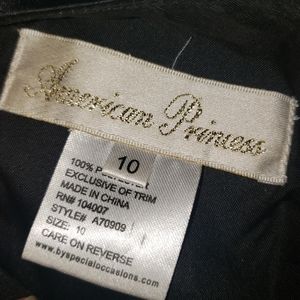 American Princess
10
100% POLYESTER
EXCLUSIVE OF TRIM
MADE IN CHINA
RN# 104007
STYLE# A70909
SIZE: 10
CARE ON REVERSE
www.byspecialoccasions.com